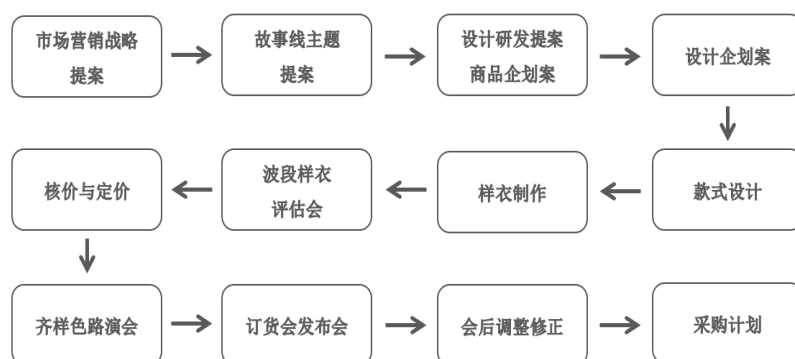 市场营销战略
提案
故事线主题
提案
设计研发提案
商品企划案
设计企划案
款式设计
样衣制作
波段样衣
评估会
核价与定价
齐样色路演会
订货会发布会
会后调整修正
采购计划